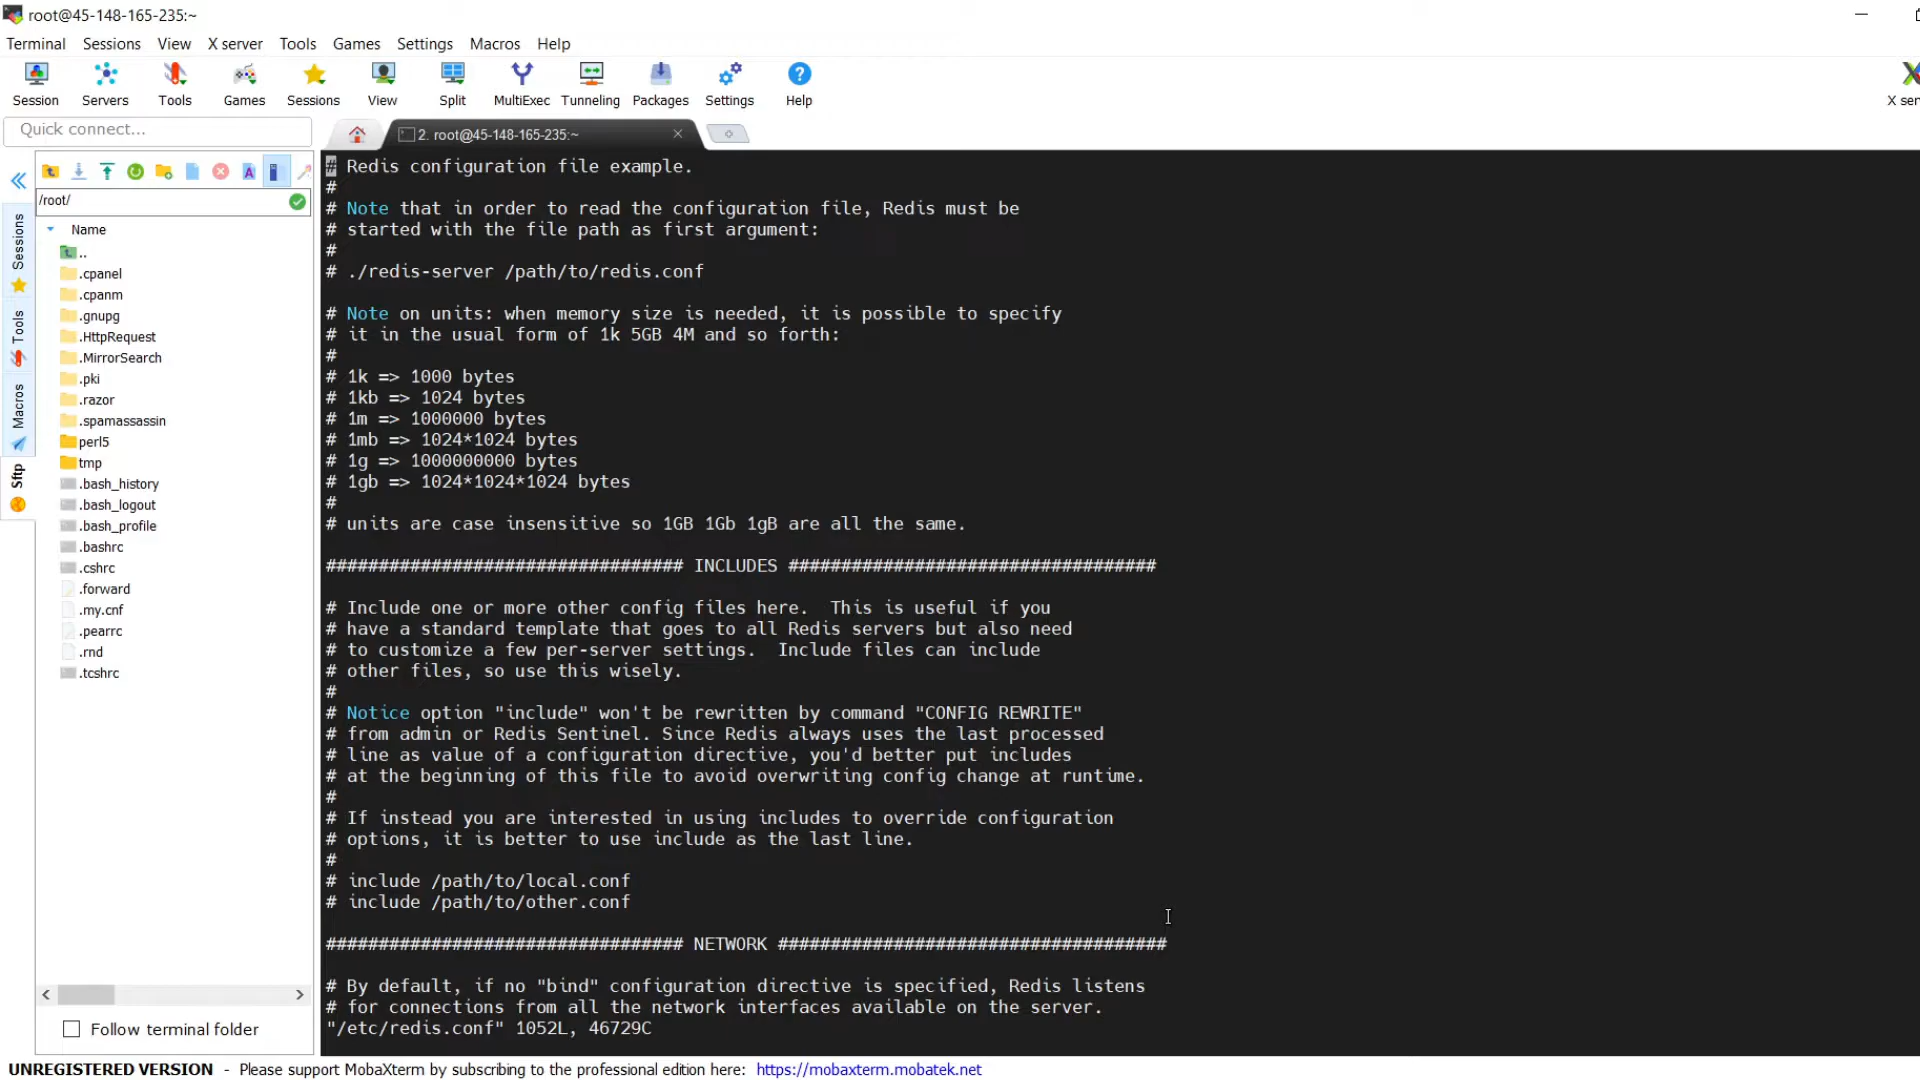 root@45-148-165-235:~
Terminal Sessions View X server Tools Games Settings Macros Help
Session Servers Tools Games Sessions View Split MultiExec Tunneling Packages Settings Help
Quick connect...
2. root@45-148-165-235:~
/root/
Name
..
.cpanel
.cpanm
.gnupg
.HttpRequest
.MirrorSearch
.pki
.razor
.spamassassin
perl5
tmp
.bash_history
.bash_logout
.bash_profile
.bashrc
.cshrc
.forward
.my.cnf
.pearrc
.rnd
.tcshrc
Sessions
Tools
Macros
Sftp
Follow terminal folder
# Redis configuration file example.
#
# Note that in order to read the configuration file, Redis must be
# started with the file path as first argument:
#
# ./redis-server /path/to/redis.conf
# Note on units: when memory size is needed, it is possible to specify
# it in the usual form of 1k 5GB 4M and so forth:
#
# 1k => 1000 bytes
# 1kb => 1024 bytes
# 1m => 1000000 bytes
# 1mb => 1024*1024 bytes
# 1g => 1000000000 bytes
# 1gb => 1024*1024*1024 bytes
#
# units are case insensitive so 1GB 1Gb 1gB are all the same.
################################## INCLUDES ###################################
# Include one or more other config files here.  This is useful if you
# have a standard template that goes to all Redis servers but also need
# to customize a few per-server settings.  Include files can include
# other files, so use this wisely.
#
# Notice option "include" won't be rewritten by command "CONFIG REWRITE"
# from admin or Redis Sentinel. Since Redis always uses the last processed
# line as value of a configuration directive, you'd better put includes
# at the beginning of this file to avoid overwriting config change at runtime.
#
# If instead you are interested in using includes to override configuration
# options, it is better to use include as the last line.
#
# include /path/to/local.conf
# include /path/to/other.conf
################################## NETWORK #####################################
# By default, if no "bind" configuration directive is specified, Redis listens
# for connections from all the network interfaces available on the server.
"/etc/redis.conf" 1052L, 46729C
UNREGISTERED VERSION - Please support MobaXterm by subscribing to the professional edition here: https://mobaxterm.mobatek.net